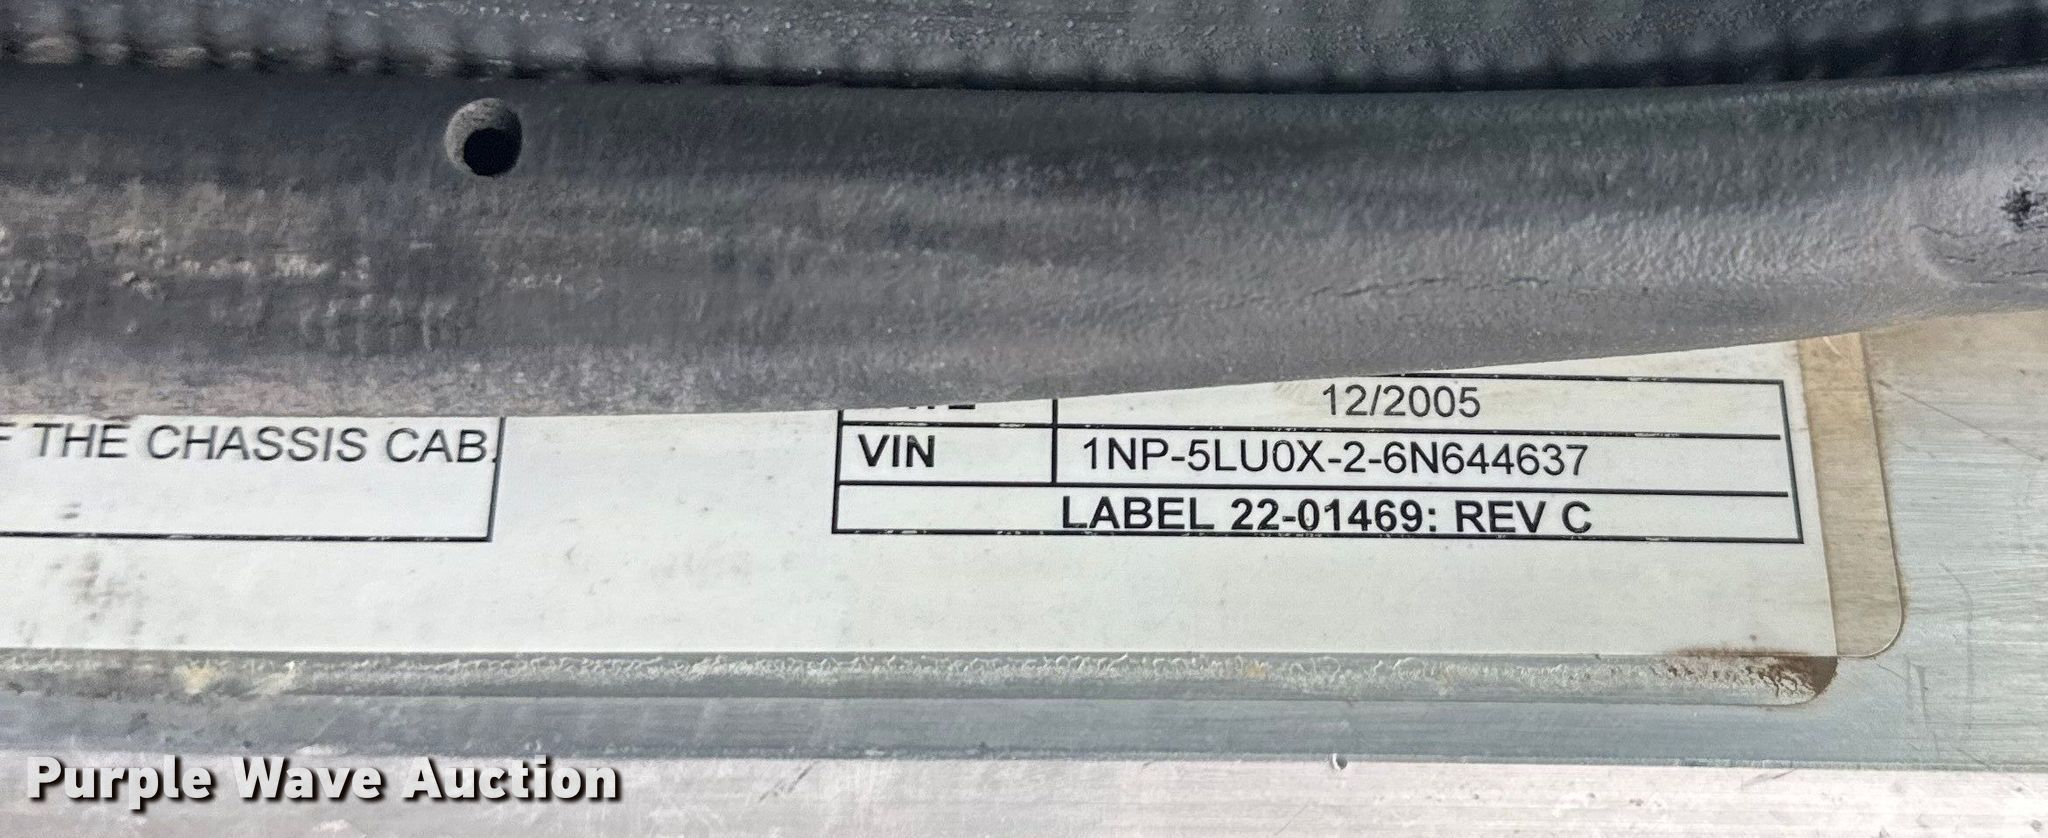 F THE CHASSIS CAB.
12/2005
VIN 1NP-5LU0X-2-6N644637
LABEL 22-01469: REV C
Purple Wave Auction